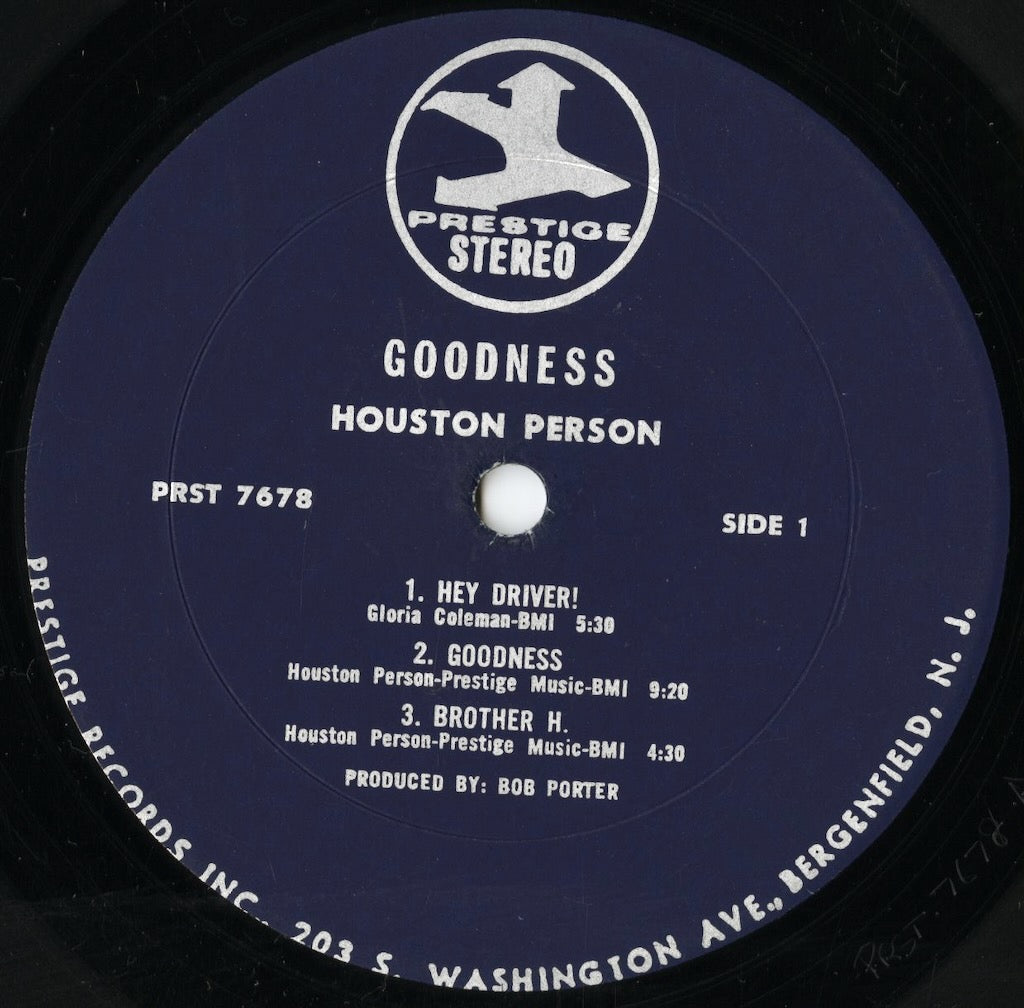 PRESTIGE
STEREO
GOODNESS
HOUSTON PERSON
PRST 7678
SIDE 1
1. HEY DRIVER!
Gloria Coleman-BMI 5:30
2. GOODNESS
Houston Person-Prestige Music-BMI 9:20
3. BROTHER H.
Houston Person-Prestige Music-BMI 4:30
PRODUCED BY: BOB PORTER
PRESTIGE RECORDS INC., 203 S. WASHINGTON AVE., BERGENFIELD, N. J.
PRST. 7678